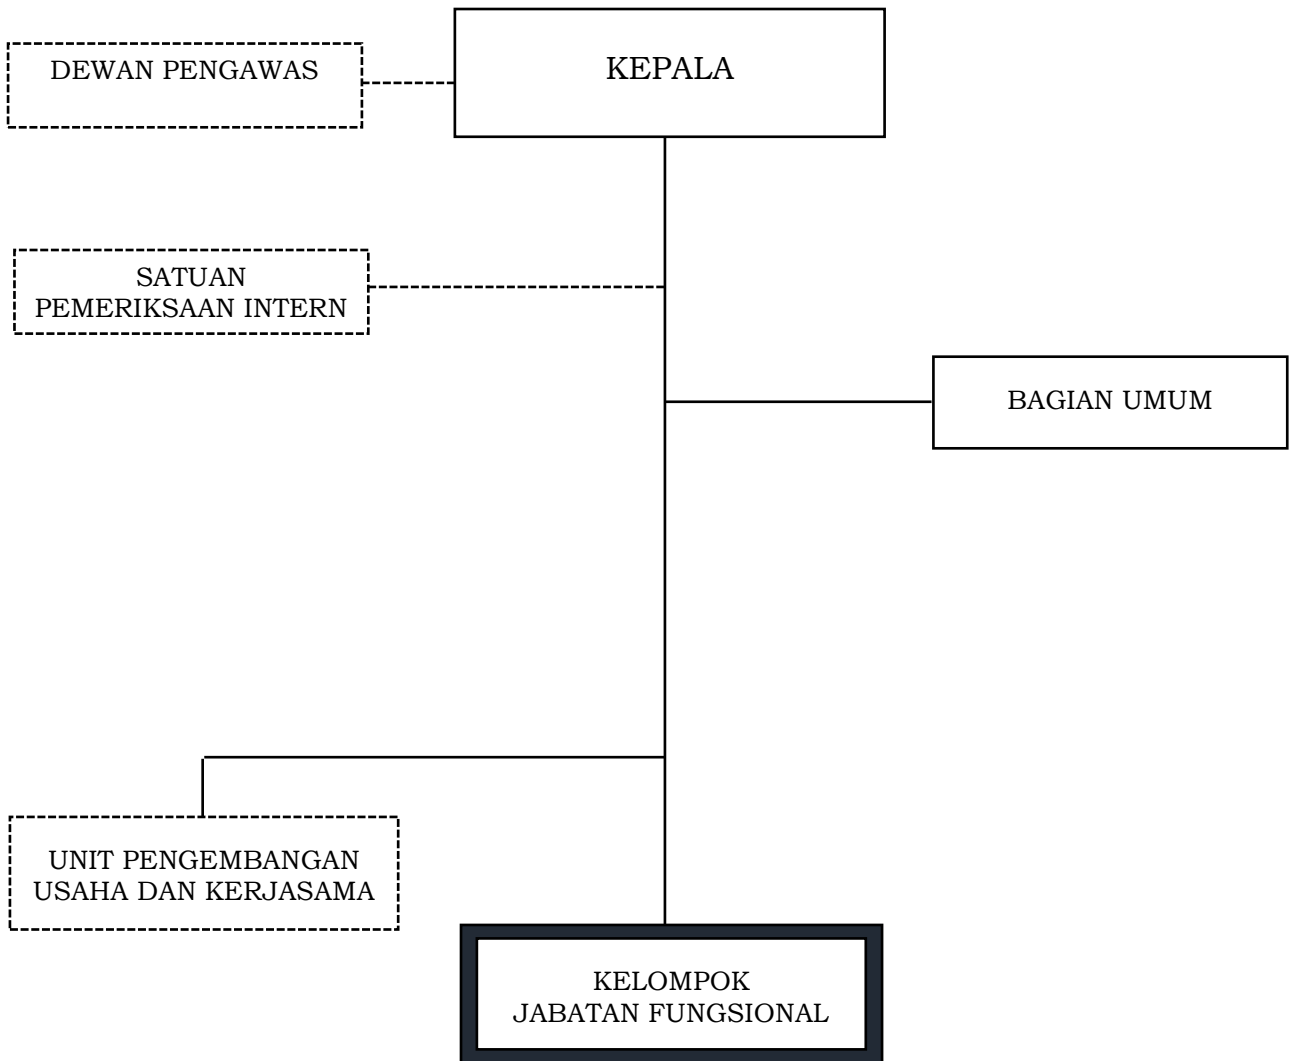 KEPALA
DEWAN PENGAWAS
SATUAN
PEMERIKSAAN INTERN
BAGIAN UMUM
UNIT PENGEMBANGAN
USAHA DAN KERJASAMA
KELOMPOK
JABATAN FUNGSIONAL